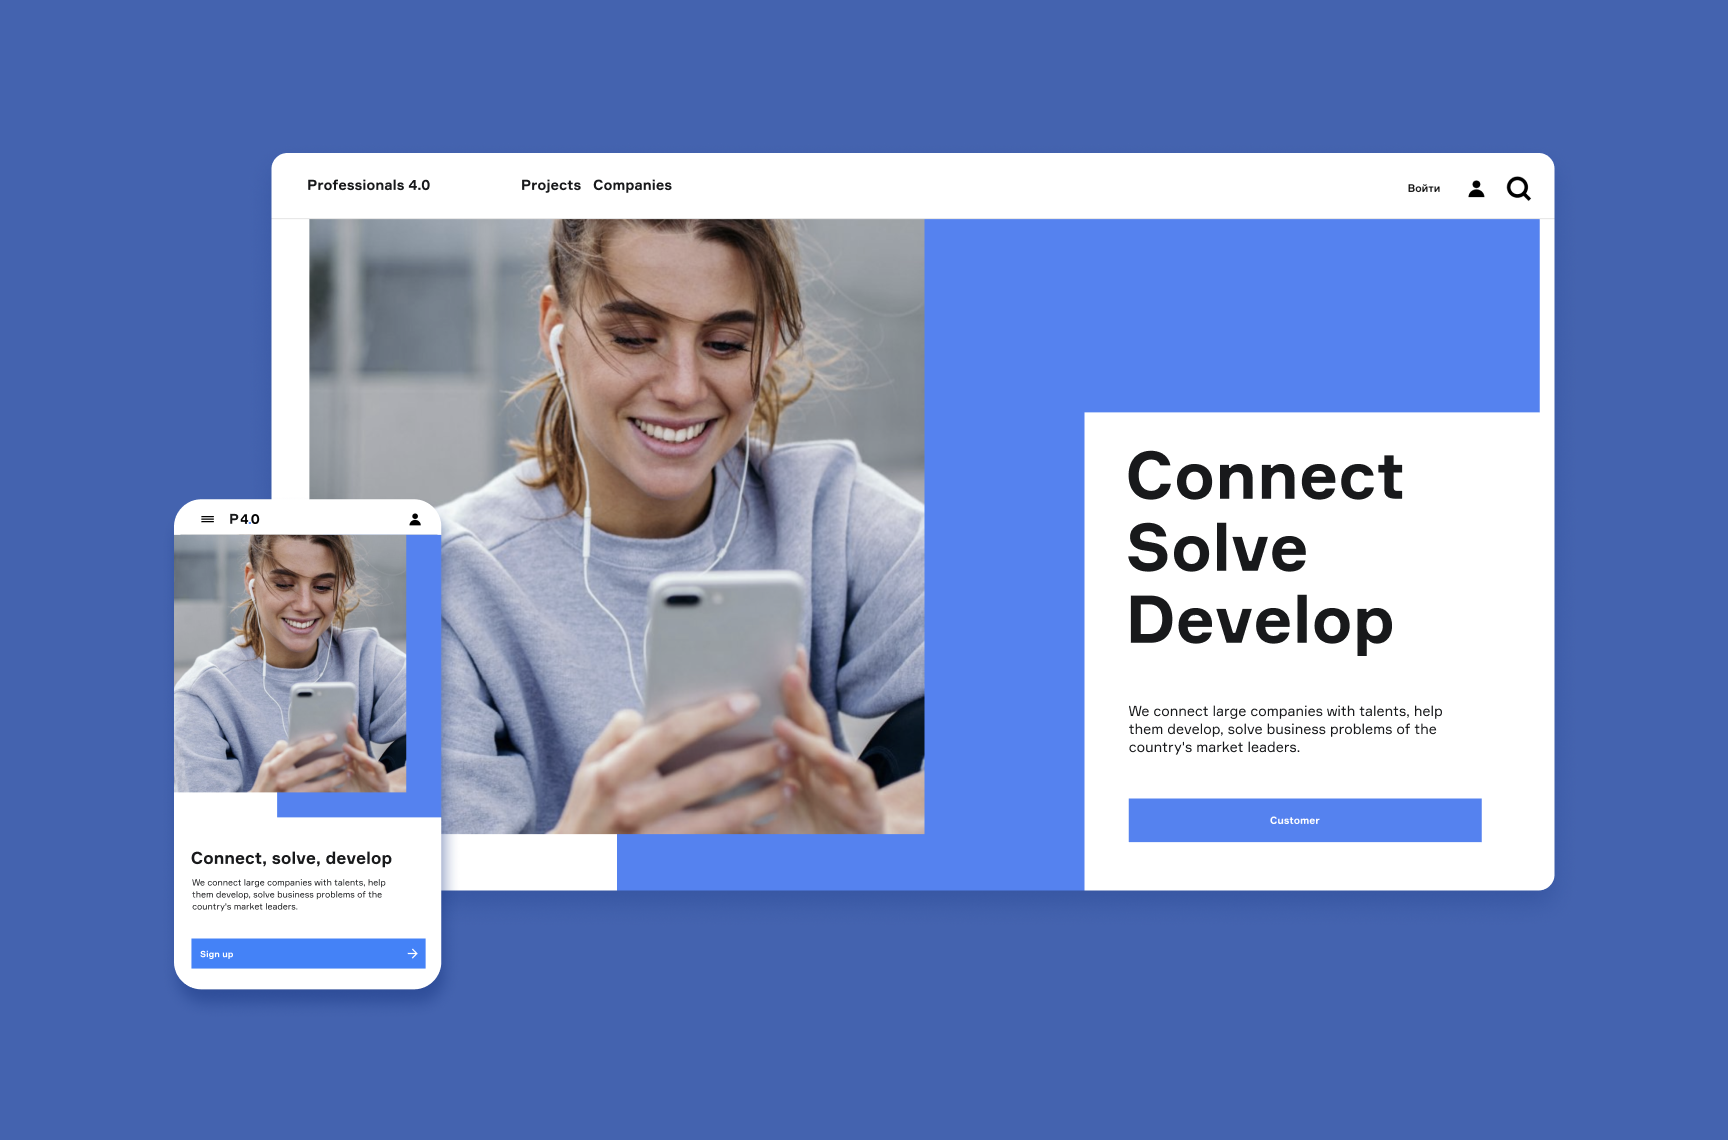 Professionals 4.0
Projects Companies
Войти
Connect
Solve
Develop
We connect large companies with talents, help
them develop, solve business problems of the
country's market leaders.
Customer
P4.0
Connect, solve, develop
We connect large companies with talents, help
them develop, solve business problems of the
country's market leaders.
Sign up